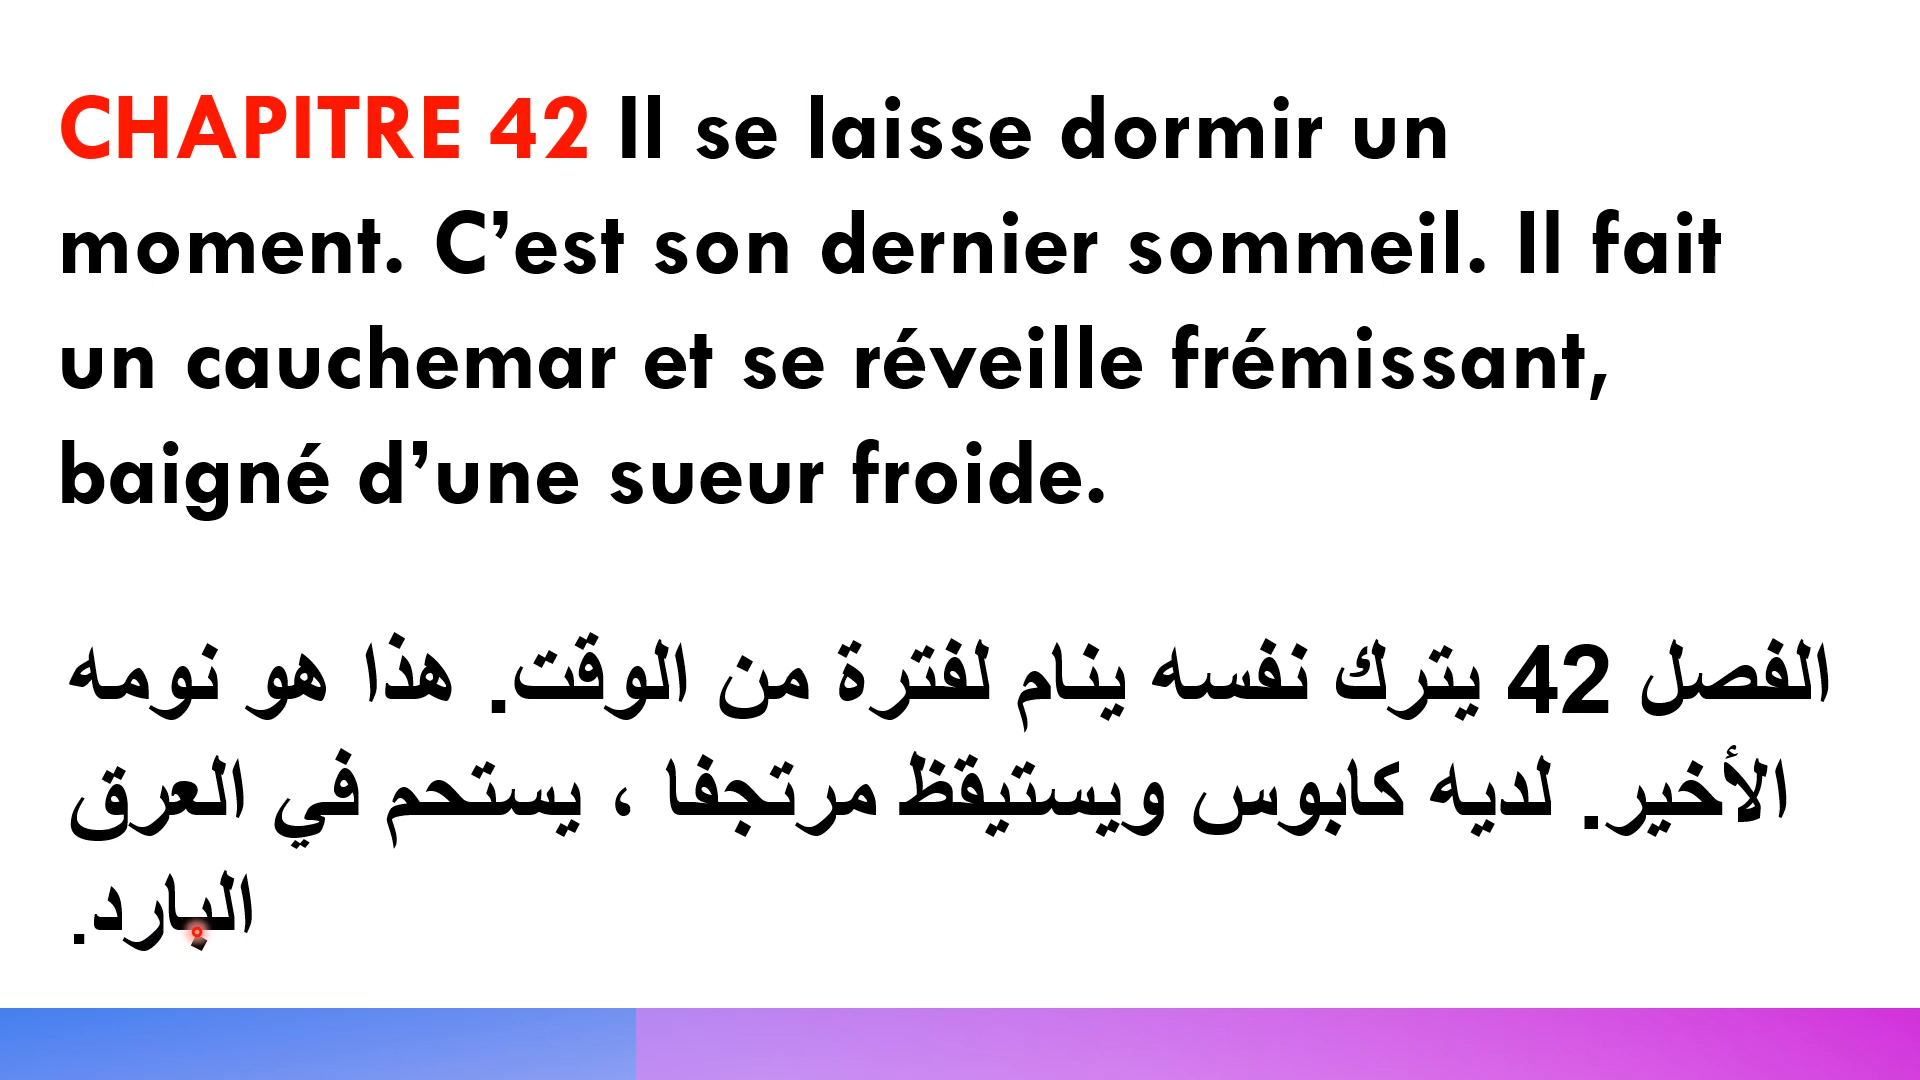 CHAPITRE 42 Il se laisse dormir un
moment. C’est son dernier sommeil. Il fait
un cauchemar et se réveille frémissant,
baigné d’une sueur froide.
الفصل 42 يترك نفسه ينام لفترة من الوقت. هذا هو نومه
الأخير. لديه كابوس ويستيقظ مرتجفا ، يستحم في العرق
البارد.